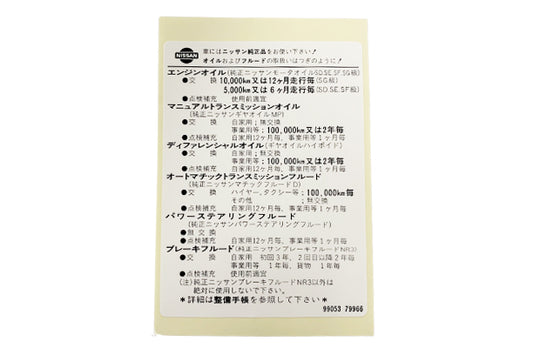 NISSAN
車にはニッサン純正品をお使い下さい!
オイルおよびフルードの取扱いはつぎのように!
エンジンオイル(純正ニッサンモータオイルSD.SE.SF.SG級)
●交　換 10,000km又は12ヶ月走行毎(SG級)
5,000km又は6ヶ月走行毎(SD.SE.SF級)
●点検補充　使用前適宜
マニュアルトランスミッションオイル
(純正ニッサンギヤオイルMP)
●交　換　自家用;無交換
事業用等;100,000km又は2年毎
●点検補充　自家用12ヶ月毎、事業用等1ヶ月毎
ディファレンシャルオイル(ギヤオイルハイポイド)
●交　換　自家用;無交換
事業用等;100,000km又は2年毎
●点検補充　自家用12ヶ月毎、事業用等1ヶ月毎
オートマチックトランスミッションフルード
(純正ニッサンマチックフルードD)
●交　換　ハイヤー、タクシー等;100,000km毎
その他　;無交換
●点検補充　自家用12ヶ月毎、事業用等1ヶ月毎
パワーステアリングフルード
(純正ニッサンパワーステアリングフルード)
●無交換
●点検補充　自家用12ヶ月毎、事業用等1ヶ月毎
ブレーキフルード(純正ニッサンブレーキフルードNR3)
●交　換　自家用　初回3年、2回目以降2年毎
事業用等　1年毎、貨物　1年毎
●点検補充　使用前適宜
(注)純正ニッサンブレーキフルードNR3以外は
絶対に使用しないで下さい。
＊詳細は整備手帳を参照して下さい＊
99053 79966